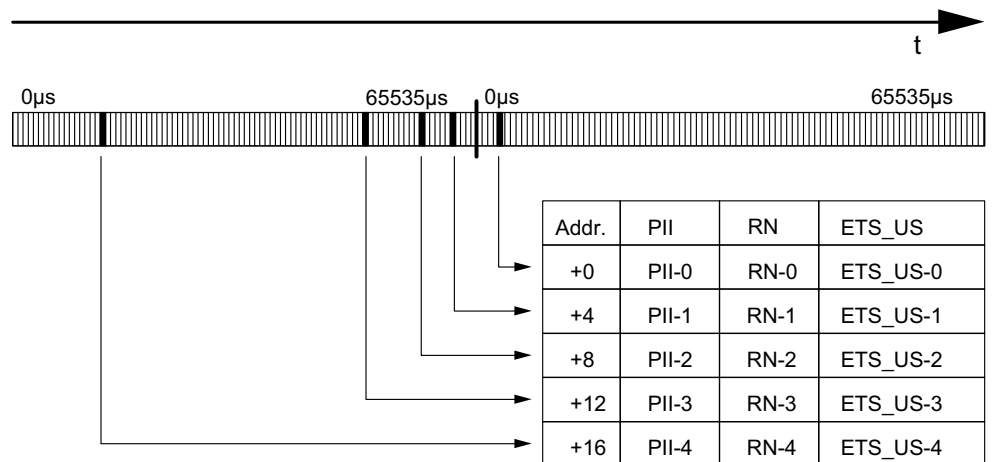 t
0µs 65535µs 0µs 65535µs
Addr. PII RN ETS_US
+0 PII-0 RN-0 ETS_US-0
+4 PII-1 RN-1 ETS_US-1
+8 PII-2 RN-2 ETS_US-2
+12 PII-3 RN-3 ETS_US-3
+16 PII-4 RN-4 ETS_US-4